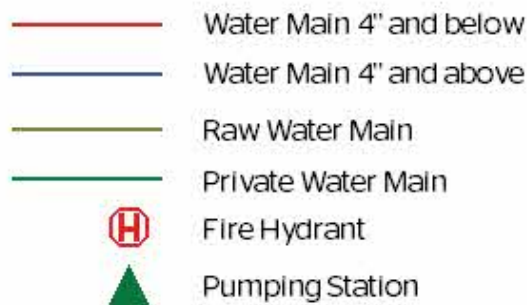 Water Main 4" and below
Water Main 4" and above
Raw Water Main
Private Water Main
H Fire Hydrant
Pumping Station